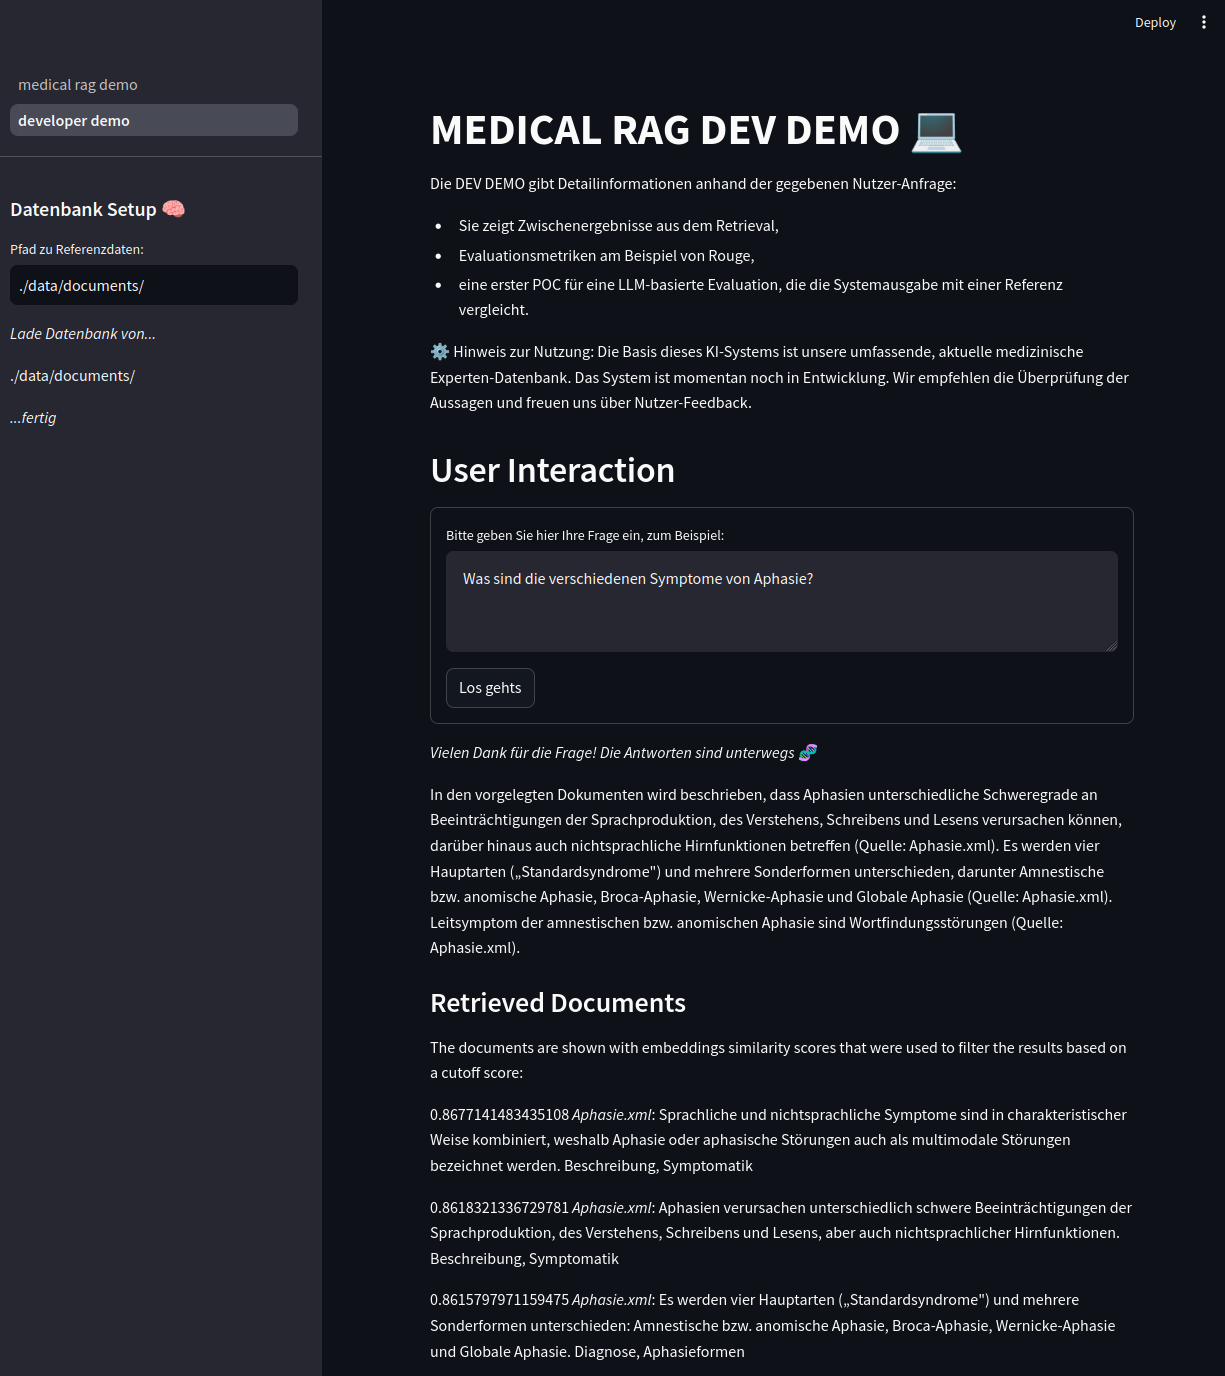 Deploy
medical rag demo
developer demo
Datenbank Setup 🧠
Pfad zu Referenzdaten:
./data/documents/
Lade Datenbank von...
./data/documents/
...fertig
MEDICAL RAG DEV DEMO 💻
Die DEV DEMO gibt Detailinformationen anhand der gegebenen Nutzer-Anfrage:
• Sie zeigt Zwischenergebnisse aus dem Retrieval,
• Evaluationsmetriken am Beispiel von Rouge,
• eine erster POC für eine LLM-basierte Evaluation, die die Systemausgabe mit einer Referenz
vergleicht.
⚙️ Hinweis zur Nutzung: Die Basis dieses KI-Systems ist unsere umfassende, aktuelle medizinische
Experten-Datenbank. Das System ist momentan noch in Entwicklung. Wir empfehlen die Überprüfung der
Aussagen und freuen uns über Nutzer-Feedback.
User Interaction
Bitte geben Sie hier Ihre Frage ein, zum Beispiel:
Was sind die verschiedenen Symptome von Aphasie?
Los gehts
Vielen Dank für die Frage! Die Antworten sind unterwegs 🧬
In den vorgelegten Dokumenten wird beschrieben, dass Aphasien unterschiedliche Schweregrade an
Beeinträchtigungen der Sprachproduktion, des Verstehens, Schreibens und Lesens verursachen können,
darüber hinaus auch nichtsprachliche Hirnfunktionen betreffen (Quelle: Aphasie.xml). Es werden vier
Hauptarten („Standardsyndrome") und mehrere Sonderformen unterschieden, darunter Amnestische
bzw. anomische Aphasie, Broca-Aphasie, Wernicke-Aphasie und Globale Aphasie (Quelle: Aphasie.xml).
Leitsymptom der amnestischen bzw. anomischen Aphasie sind Wortfindungsstörungen (Quelle:
Aphasie.xml).
Retrieved Documents
The documents are shown with embeddings similarity scores that were used to filter the results based on
a cutoff score:
0.8677141483435108 Aphasie.xml: Sprachliche und nichtsprachliche Symptome sind in charakteristischer
Weise kombiniert, weshalb Aphasie oder aphasische Störungen auch als multimodale Störungen
bezeichnet werden. Beschreibung, Symptomatik
0.8618321336729781 Aphasie.xml: Aphasien verursachen unterschiedlich schwere Beeinträchtigungen der
Sprachproduktion, des Verstehens, Schreibens und Lesens, aber auch nichtsprachlicher Hirnfunktionen.
Beschreibung, Symptomatik
0.8615797971159475 Aphasie.xml: Es werden vier Hauptarten („Standardsyndrome") und mehrere
Sonderformen unterschieden: Amnestische bzw. anomische Aphasie, Broca-Aphasie, Wernicke-Aphasie
und Globale Aphasie. Diagnose, Aphasieformen